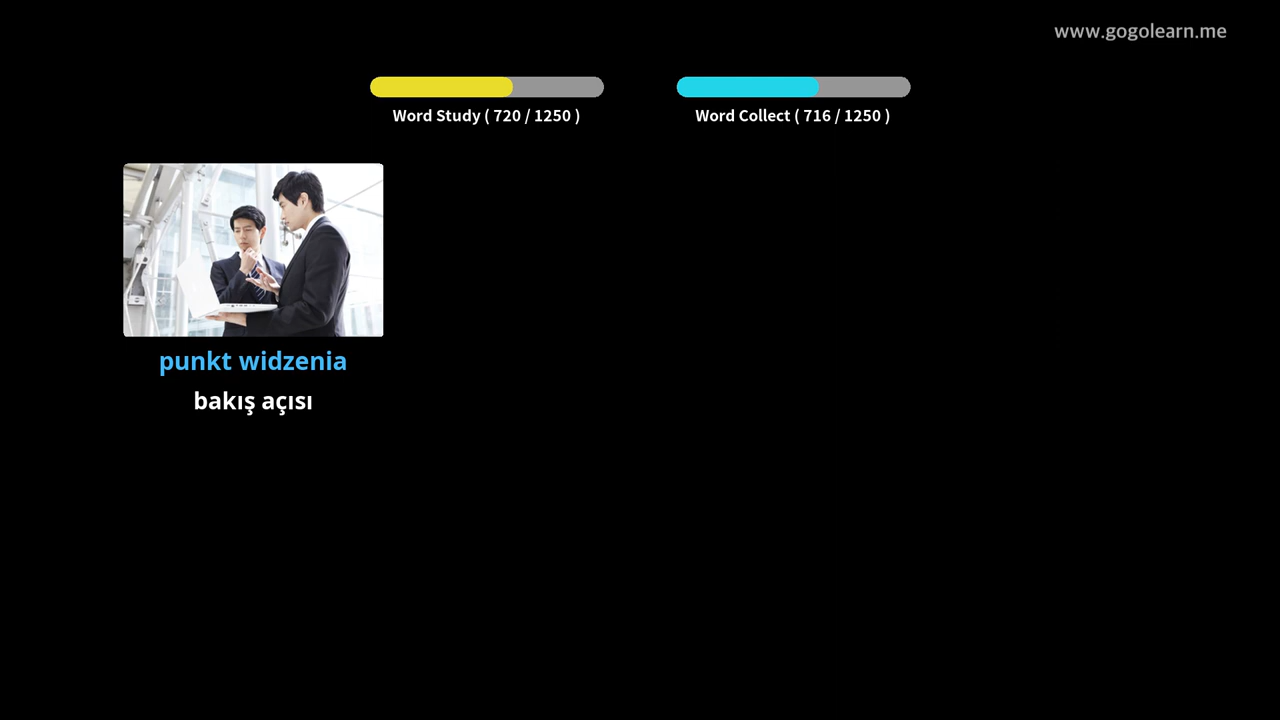 www.gogolearn.me
Word Study ( 720 / 1250 )
Word Collect ( 716 / 1250 )
punkt widzenia
bakış açısı